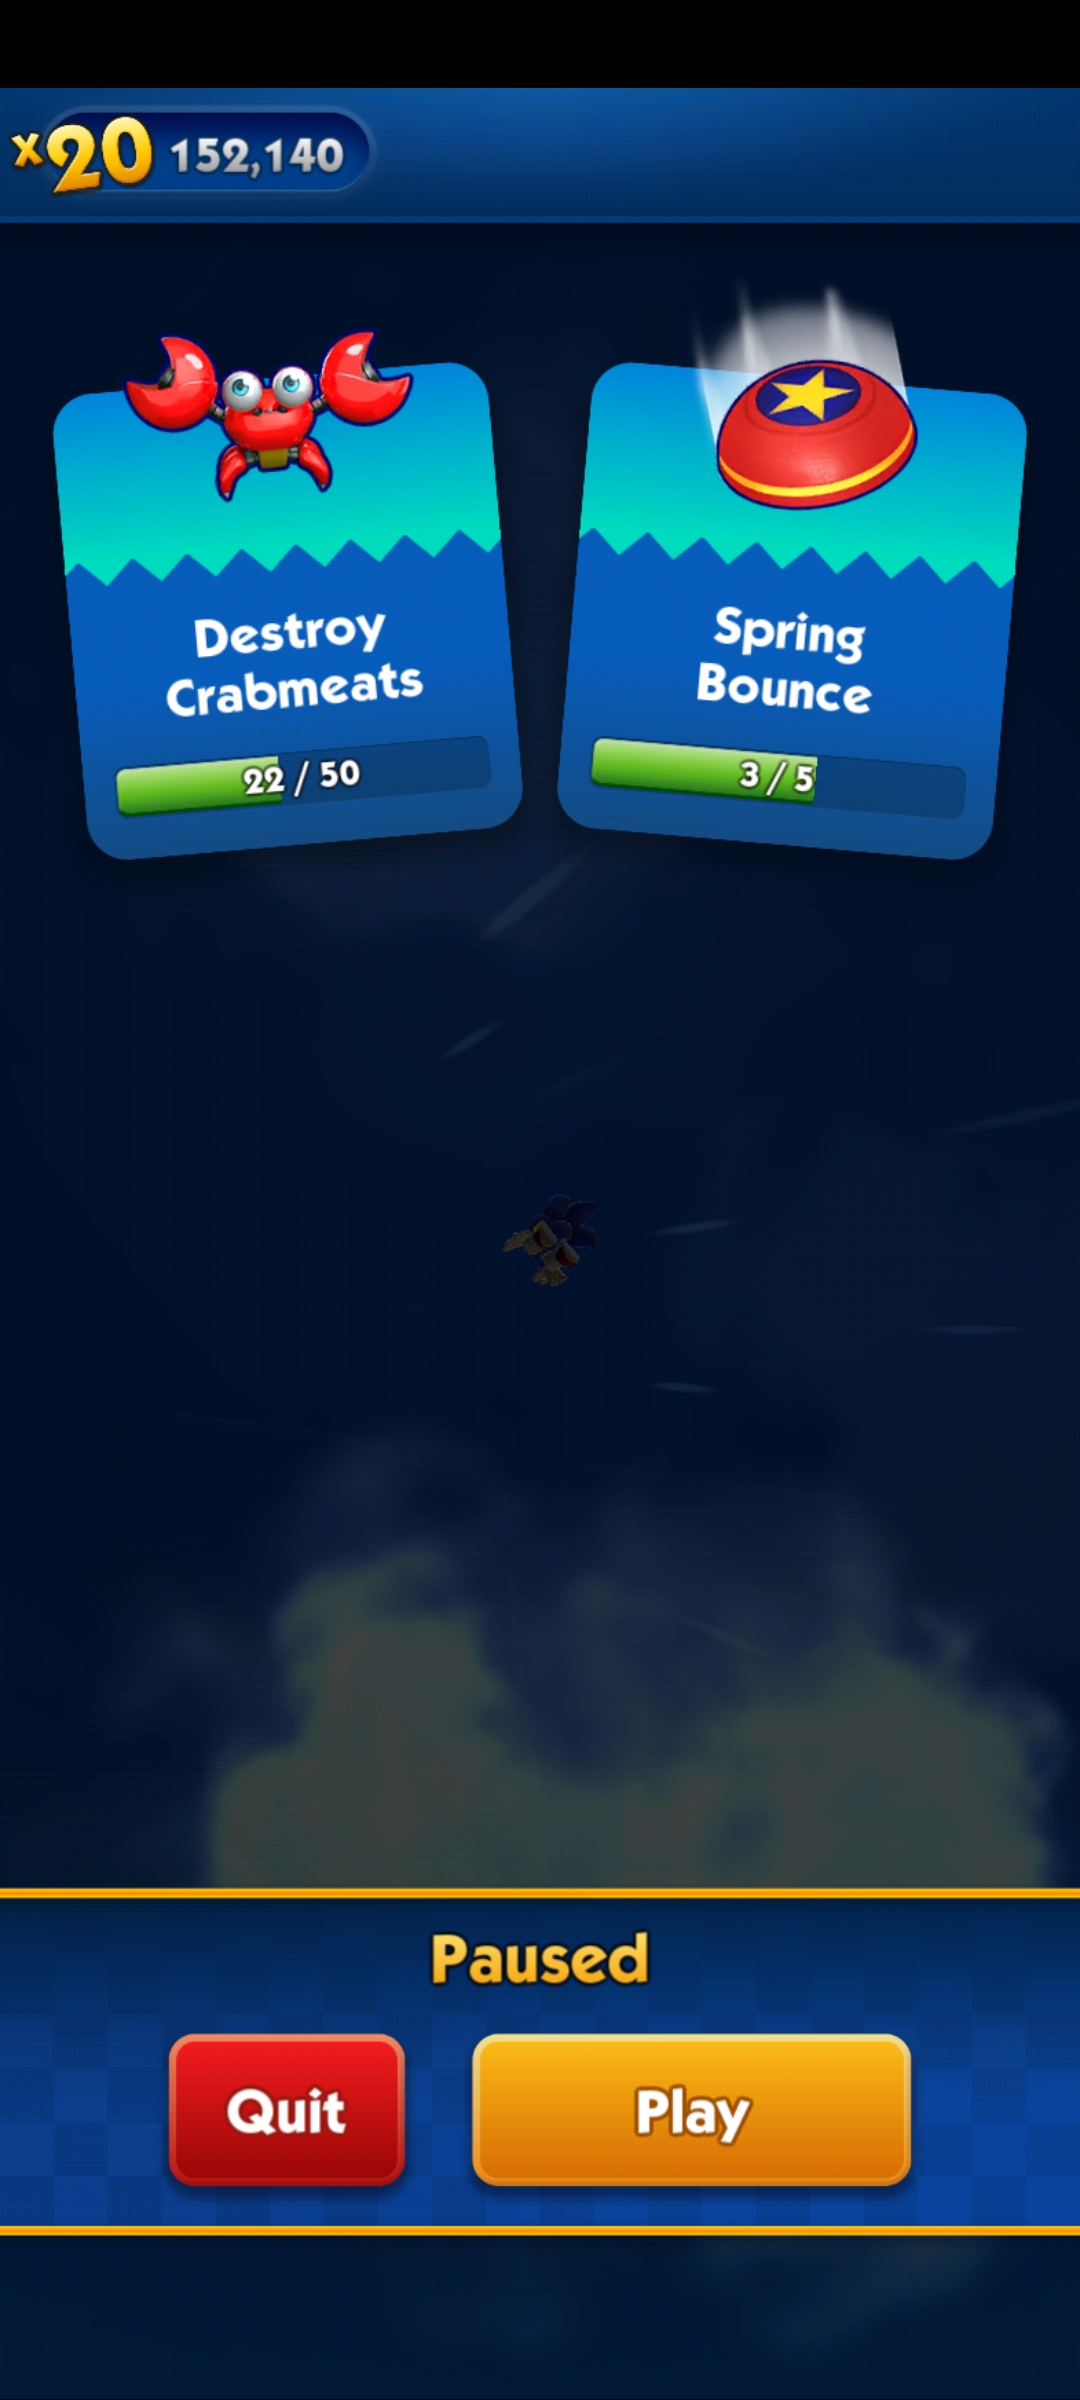 x20 152,140
Destroy
Crabmeats
22 / 50
Spring
Bounce
3 / 5
Paused
Quit
Play